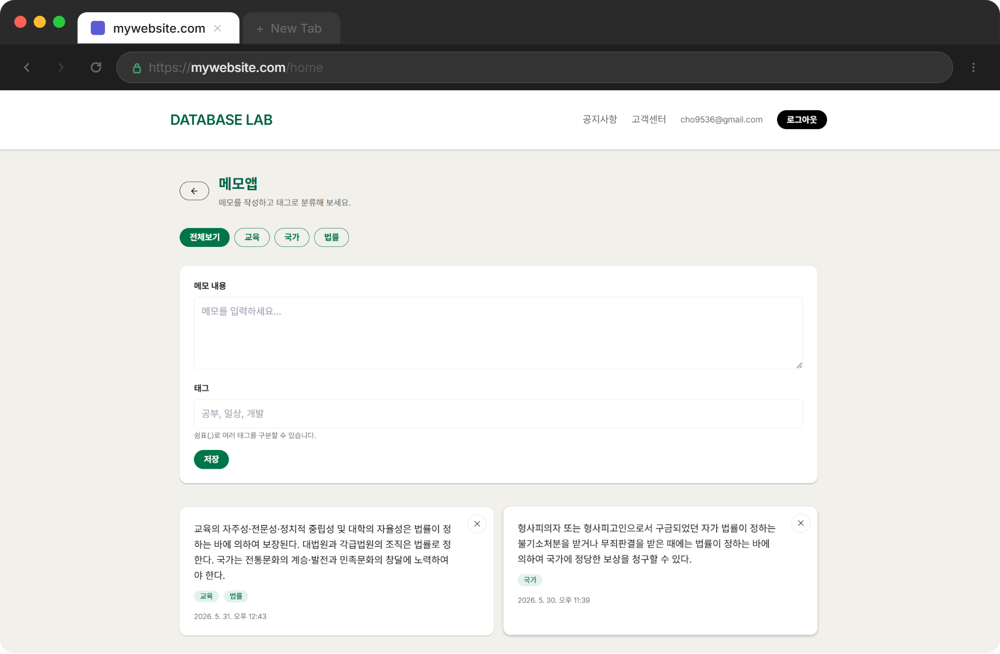 mywebsite.com
+ New Tab
https://mywebsite.com/home
DATABASE LAB
공지사항
고객센터
cho9536@gmail.com
로그아웃
메모앱
메모를 작성하고 태그로 분류해 보세요.
전체보기
교육
국가
법률
메모 내용
메모를 입력하세요...
태그
공부, 일상, 개발
쉼표(,)로 여러 태그를 구분할 수 있습니다.
저장
교육의 자주성·전문성·정치적 중립성 및 대학의 자율성은 법률이 정
하는 바에 의하여 보장된다. 대법원과 각급법원의 조직은 법률로 정
한다. 국가는 전통문화의 계승·발전과 민족문화의 창달에 노력하여
야 한다.
교육
법률
2026. 5. 31. 오후 12:43
형사피의자 또는 형사피고인으로서 구금되었던 자가 법률이 정하는
불기소처분을 받거나 무죄판결을 받은 때에는 법률이 정하는 바에
의하여 국가에 정당한 보상을 청구할 수 있다.
국가
2026. 5. 30. 오후 11:39